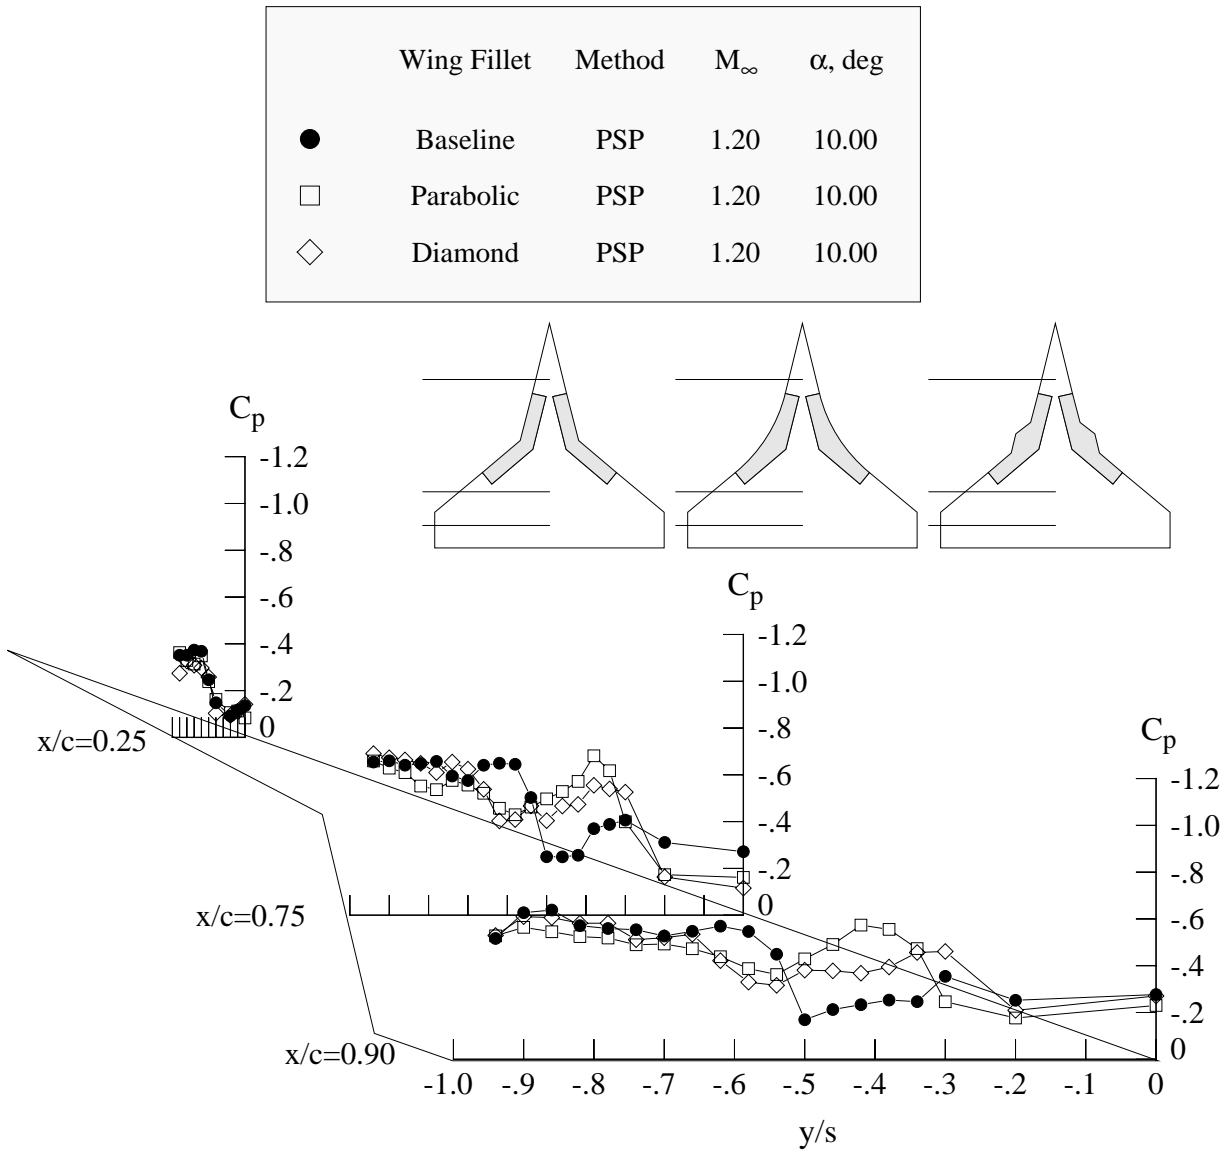 Wing Fillet Method M∞ α, deg
Baseline PSP 1.20 10.00
Parabolic PSP 1.20 10.00
Diamond PSP 1.20 10.00
Cp
-1.2
-1.0
-.8
-.6
-.4
-.2
0
x/c=0.25
Cp
-1.2
-1.0
-.8
-.6
-.4
-.2
0
x/c=0.75
Cp
-1.2
-1.0
-.8
-.6
-.4
-.2
0
x/c=0.90
-1.0 -.9 -.8 -.7 -.6 -.5 -.4 -.3 -.2 -.1 0
y/s